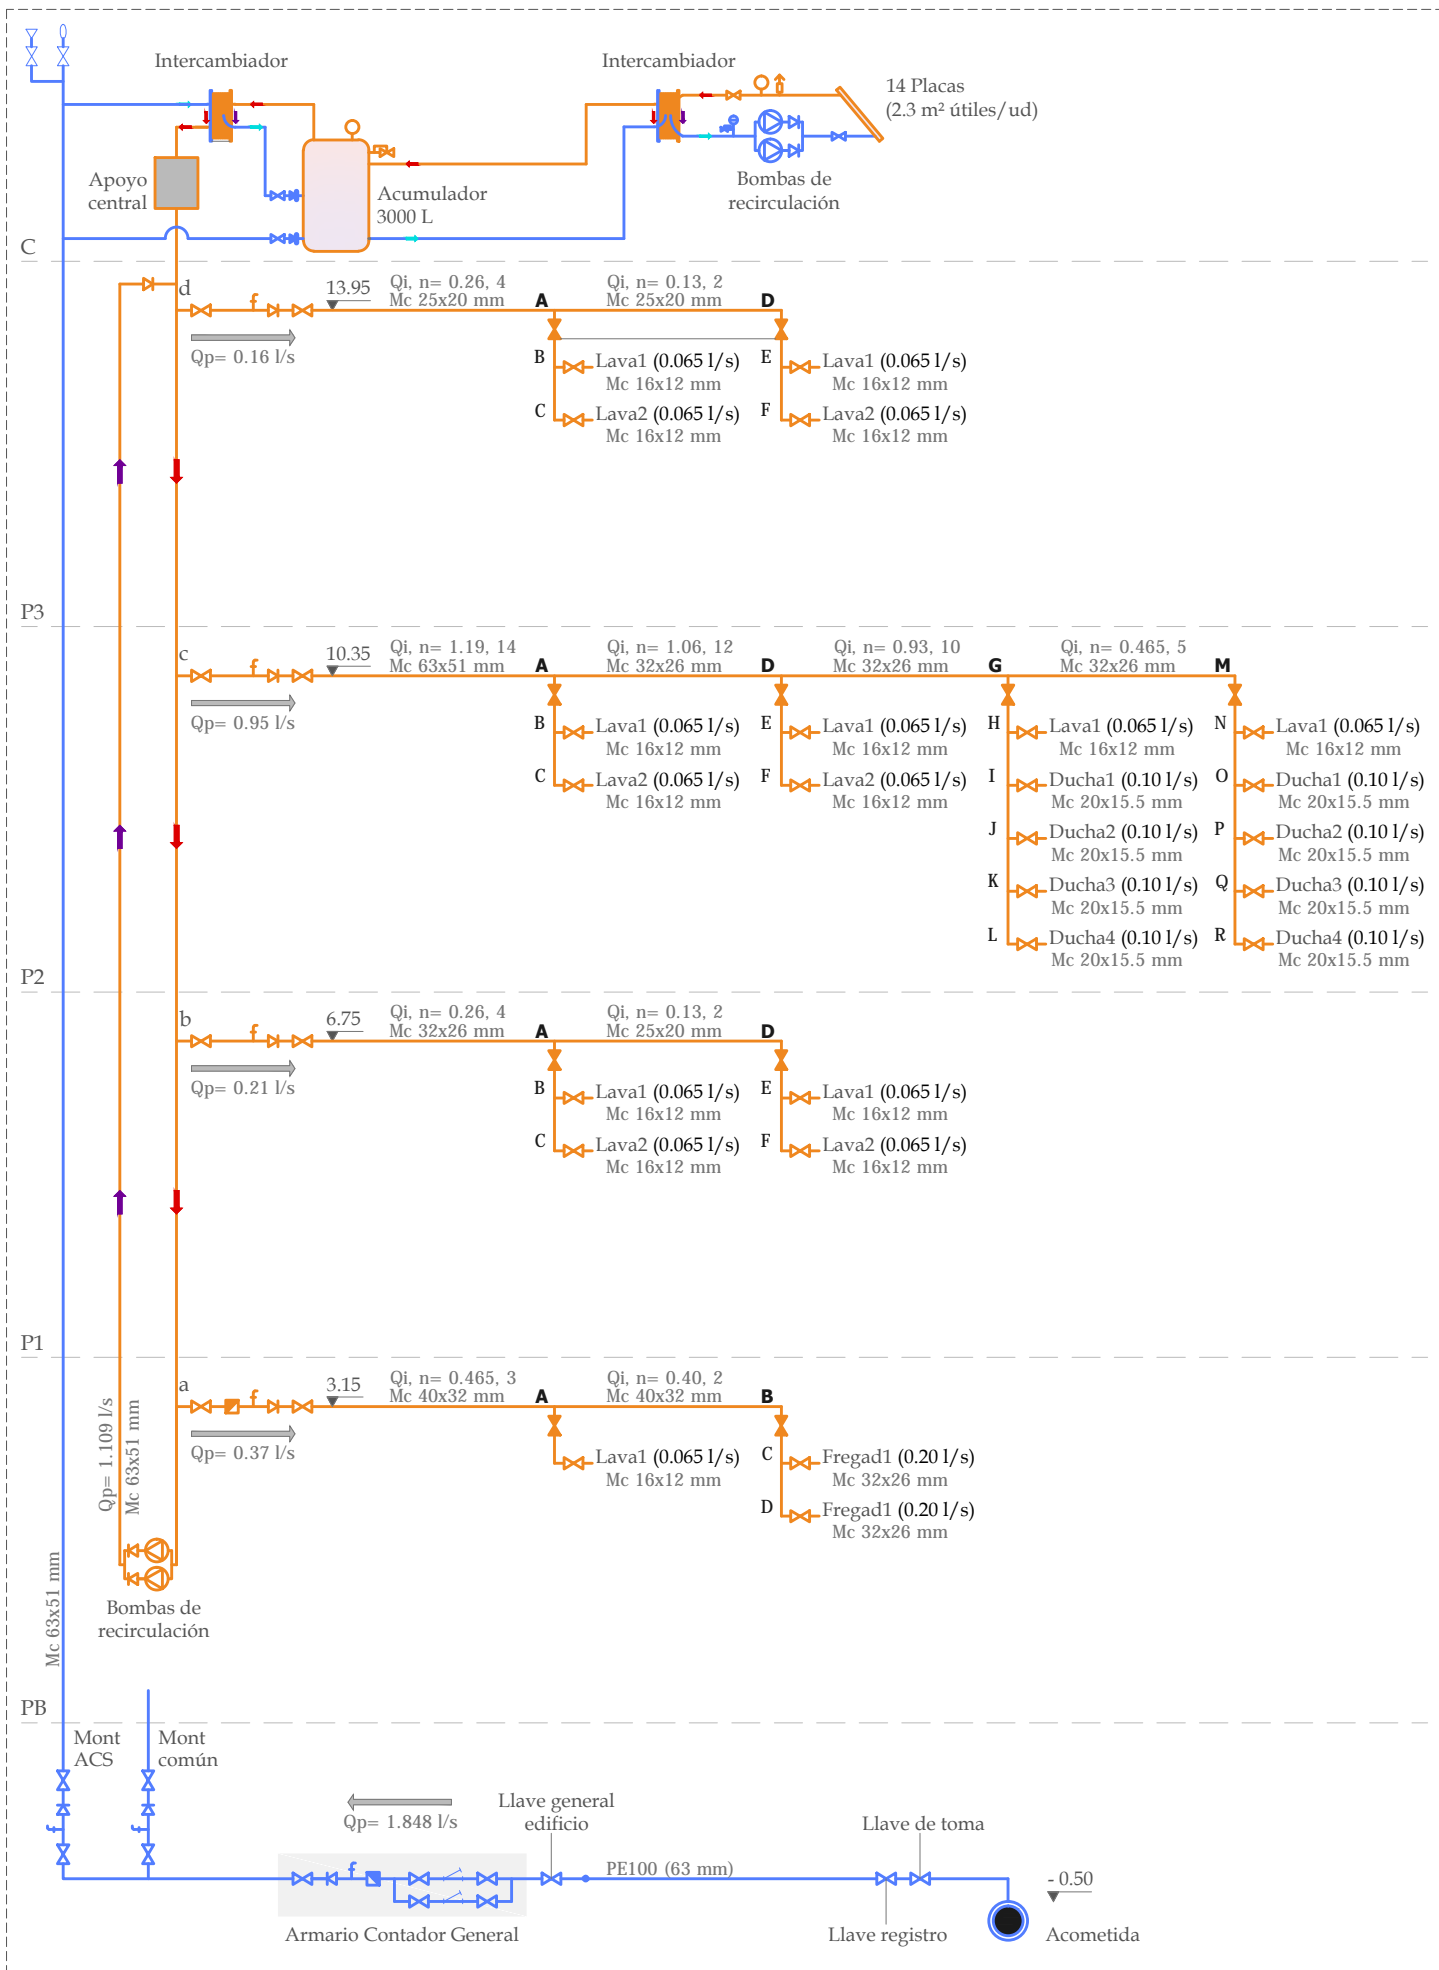 Intercambiador
Intercambiador
14 Placas
(2.3 m² útiles/ud)
Apoyo
central
Acumulador
3000 L
Bombas de
recirculación
C
d
13.95
Qi, n= 0.26, 4
Mc 25x20 mm
A
Qi, n= 0.13, 2
Mc 25x20 mm
D
f
Qp= 0.16 l/s
B
Lava1 (0.065 l/s)
Mc 16x12 mm
E
Lava1 (0.065 l/s)
Mc 16x12 mm
C
Lava2 (0.065 l/s)
Mc 16x12 mm
F
Lava2 (0.065 l/s)
Mc 16x12 mm
P3
c
10.35
Qi, n= 1.19, 14
Mc 63x51 mm
A
Qi, n= 1.06, 12
Mc 32x26 mm
D
Qi, n= 0.93, 10
Mc 32x26 mm
G
Qi, n= 0.465, 5
Mc 32x26 mm
M
f
Qp= 0.95 l/s
B
Lava1 (0.065 l/s)
Mc 16x12 mm
E
Lava1 (0.065 l/s)
Mc 16x12 mm
H
Lava1 (0.065 l/s)
Mc 16x12 mm
N
Lava1 (0.065 l/s)
Mc 16x12 mm
C
Lava2 (0.065 l/s)
Mc 16x12 mm
F
Lava2 (0.065 l/s)
Mc 16x12 mm
I
Ducha1 (0.10 l/s)
Mc 20x15.5 mm
O
Ducha1 (0.10 l/s)
Mc 20x15.5 mm
J
Ducha2 (0.10 l/s)
Mc 20x15.5 mm
P
Ducha2 (0.10 l/s)
Mc 20x15.5 mm
K
Ducha3 (0.10 l/s)
Mc 20x15.5 mm
Q
Ducha3 (0.10 l/s)
Mc 20x15.5 mm
L
Ducha4 (0.10 l/s)
Mc 20x15.5 mm
R
Ducha4 (0.10 l/s)
Mc 20x15.5 mm
P2
b
6.75
Qi, n= 0.26, 4
Mc 32x26 mm
A
Qi, n= 0.13, 2
Mc 25x20 mm
D
f
Qp= 0.21 l/s
B
Lava1 (0.065 l/s)
Mc 16x12 mm
E
Lava1 (0.065 l/s)
Mc 16x12 mm
C
Lava2 (0.065 l/s)
Mc 16x12 mm
F
Lava2 (0.065 l/s)
Mc 16x12 mm
P1
a
3.15
Qi, n= 0.465, 3
Mc 40x32 mm
A
Qi, n= 0.40, 2
Mc 40x32 mm
B
f
Qp= 0.37 l/s
Lava1 (0.065 l/s)
Mc 16x12 mm
C
Fregad1 (0.20 l/s)
Mc 32x26 mm
D
Fregad1 (0.20 l/s)
Mc 32x26 mm
Qp= 1.109 l/s
Mc 63x51 mm
Bombas de
recirculación
Mc 63x51 mm
PB
Mont
ACS
Mont
común
f
f
Qp= 1.848 l/s
Llave general
edificio
Llave de toma
f
PE100 (63 mm)
- 0.50
Armario Contador General
Llave registro
Acometida